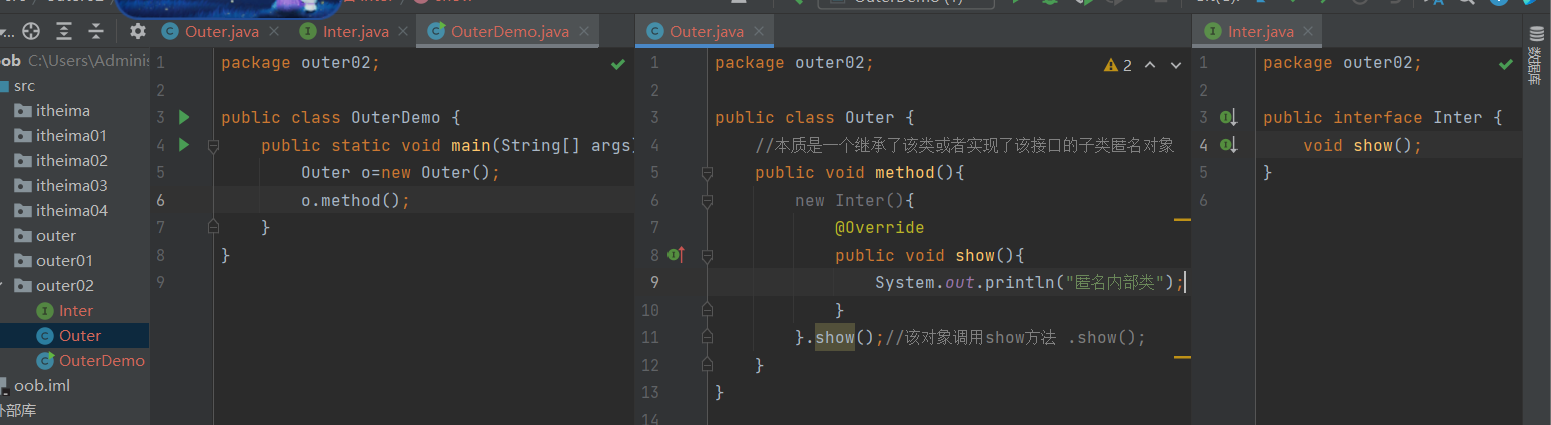 Outer.java
Inter.java
OuterDemo.java
Outer.java
Inter.java
oob C:\Users\Adminis
src
itheima
itheima01
itheima02
itheima03
itheima04
outer
outer01
outer02
Inter
Outer
OuterDemo
oob.iml
外部库
1 package outer02;
2
3 public class OuterDemo {
4 public static void main(String[] args)
5 Outer o=new Outer();
6 o.method();
7 }
8 }
9
1 package outer02;
2
3 public class Outer {
4 //本质是一个继承了该类或者实现了该接口的子类匿名对象
5 public void method(){
6 new Inter(){
7 @Override
8 public void show(){
9 System.out.println("匿名内部类");
10 }
11 }.show();//该对象调用show方法 .show();
12 }
13 }
14
2
1 package outer02;
2
3 public interface Inter {
4 void show();
5 }
6
数据库